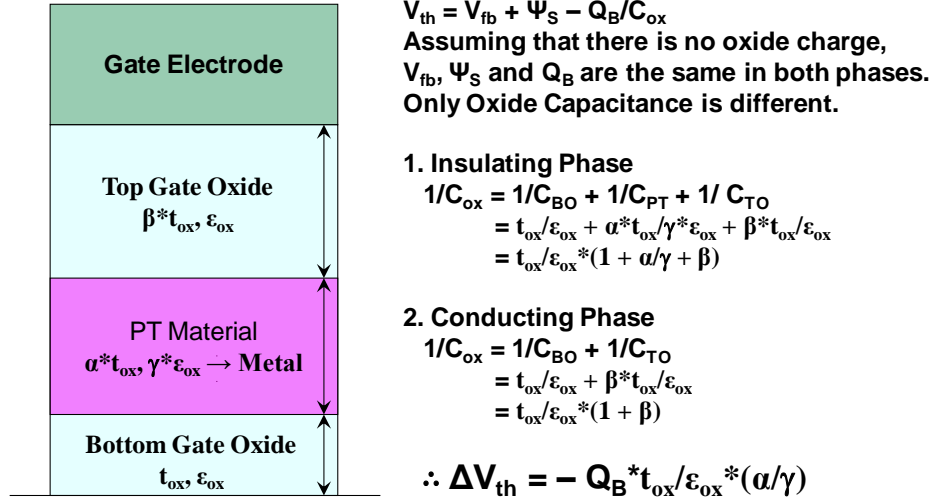 Gate Electrode
Top Gate Oxide
β*tox, εox
PT Material
α*tox, γ*εox → Metal
Bottom Gate Oxide
tox, εox
Vth = Vfb + ΨS – QB/Cox
Assuming that there is no oxide charge,
Vfb, ΨS and QB are the same in both phases.
Only Oxide Capacitance is different.
1. Insulating Phase
1/Cox = 1/CBO + 1/CPT + 1/ CTO
= tox/εox + α*tox/γ*εox + β*tox/εox
= tox/εox*(1 + α/γ + β)
2. Conducting Phase
1/Cox = 1/CBO + 1/CTO
= tox/εox + β*tox/εox
= tox/εox*(1 + β)
∴ ΔVth = – QB*tox/εox*(α/γ)